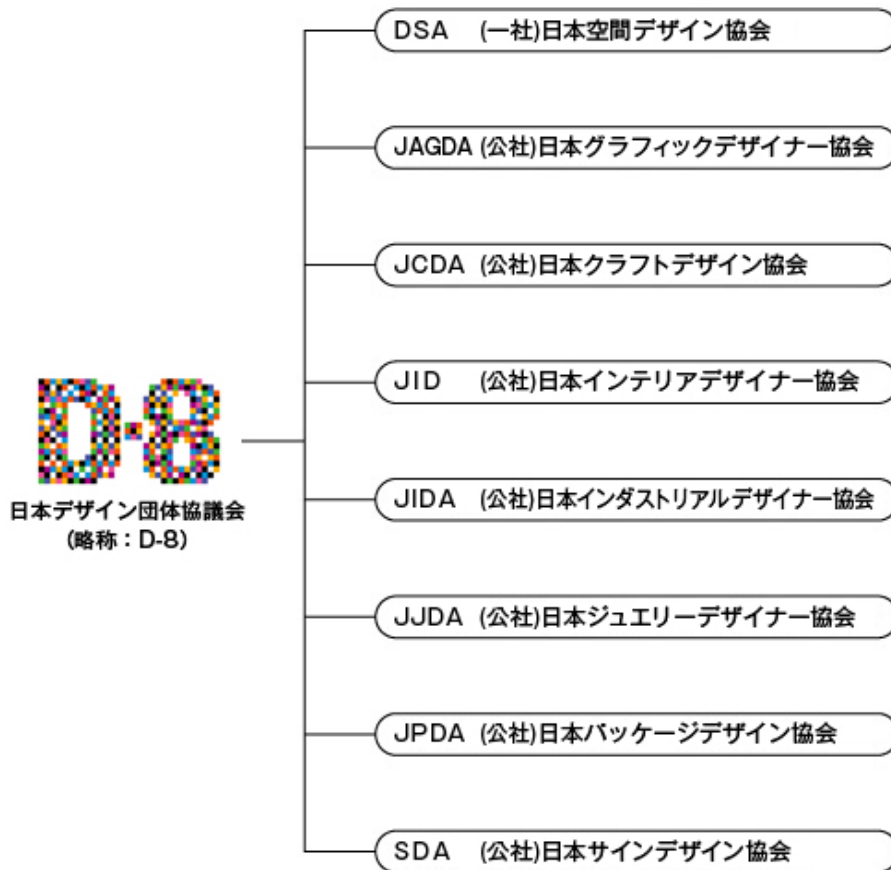 DSA (一社)日本空間デザイン協会
JAGDA (公社)日本グラフィックデザイナー協会
JCDA (公社)日本クラフトデザイン協会
JID (公社)日本インテリアデザイナー協会
D-8
日本デザイン団体協議会
(略称：D-8)
JIDA (公社)日本インダストリアルデザイナー協会
JJDA (公社)日本ジュエリーデザイナー協会
JPDA (公社)日本パッケージデザイン協会
SDA (公社)日本サインデザイン協会